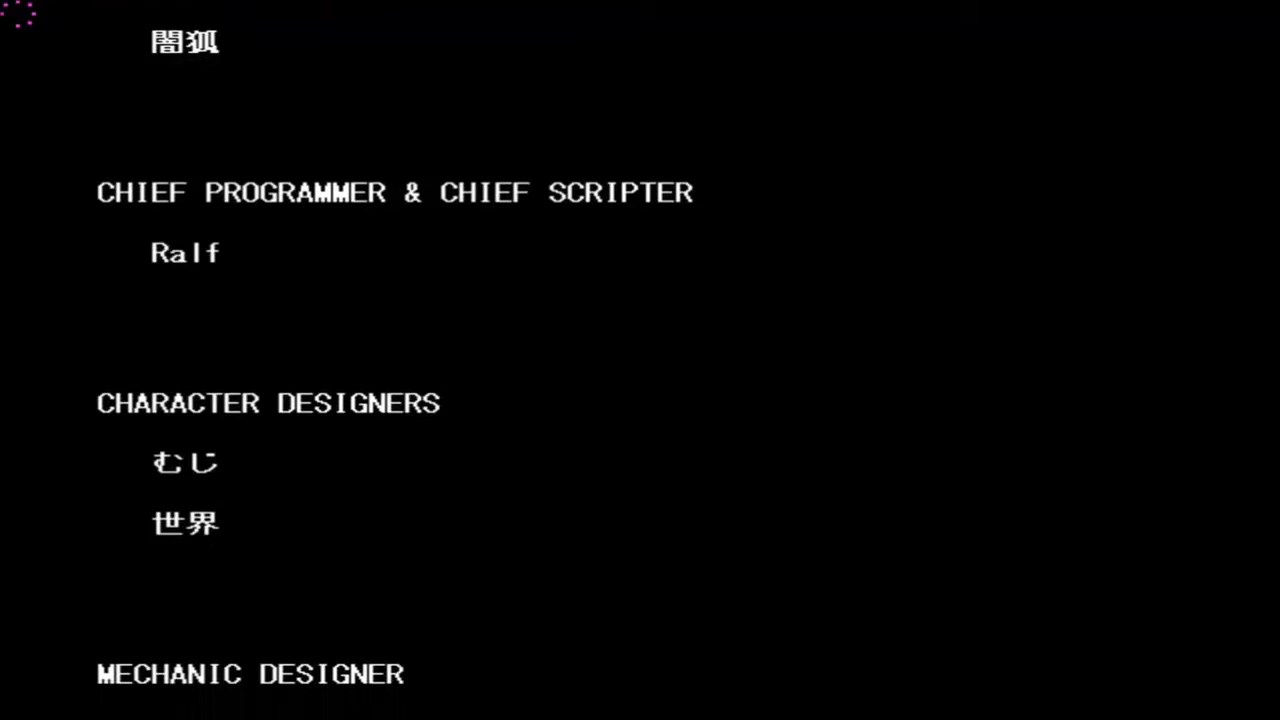 闇狐
CHIEF PROGRAMMER & CHIEF SCRIPTER
Ralf
CHARACTER DESIGNERS
むじ
世界
MECHANIC DESIGNER